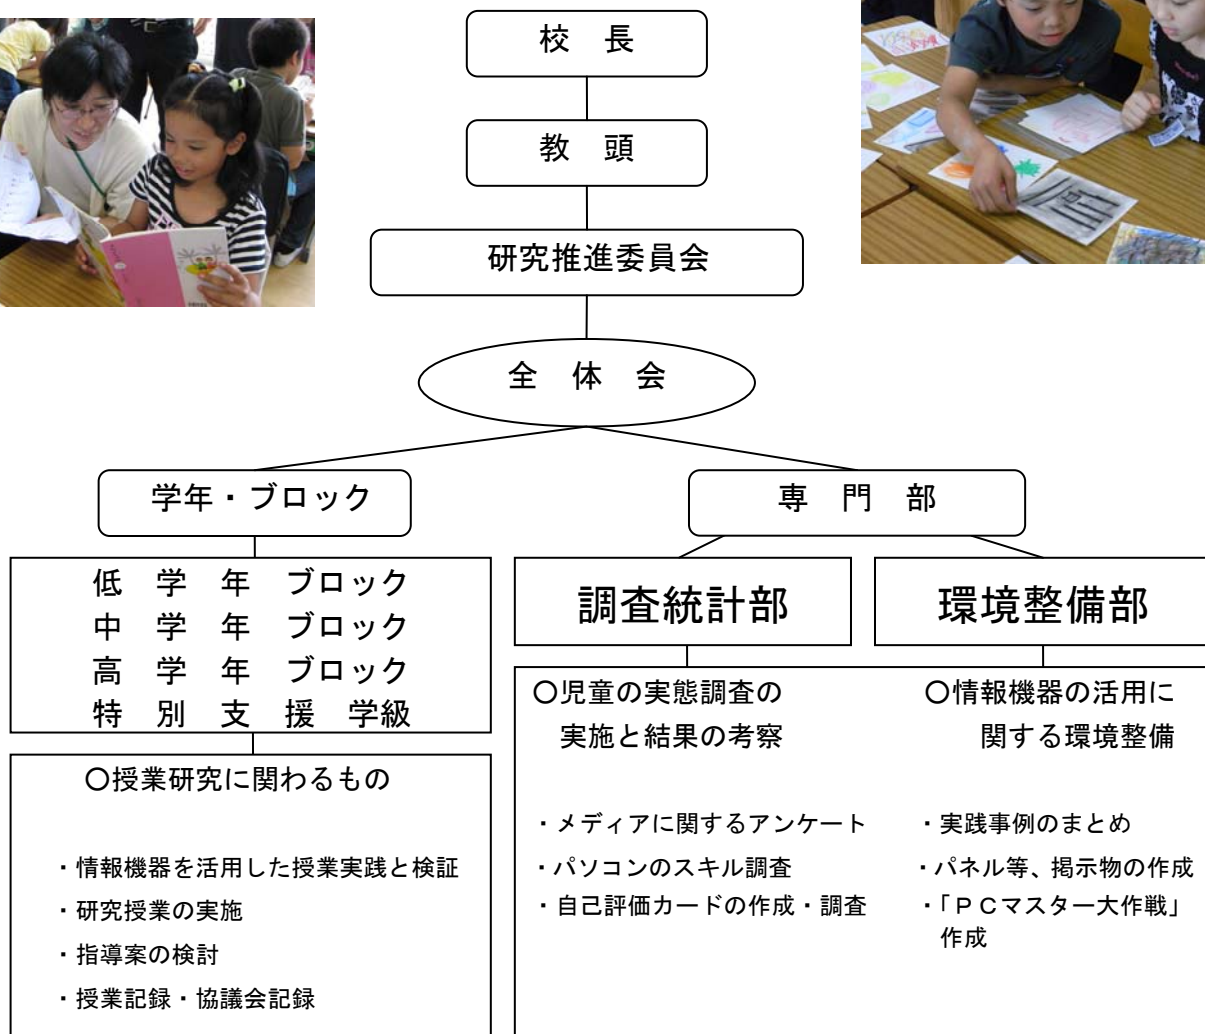 校 長
教 頭
研究推進委員会
全 体 会
学年・ブロック
低 学 年 ブロック
中 学 年 ブロック
高 学 年 ブロック
特 別 支 援 学級
〇授業研究に関わるもの
・情報機器を活用した授業実践と検証
・研究授業の実施
・指導案の検討
・授業記録・協議会記録
専 門 部
調査統計部
〇児童の実態調査の
実施と結果の考察
・メディアに関するアンケート
・パソコンのスキル調査
・自己評価カードの作成・調査
環境整備部
〇情報機器の活用に
関する環境整備
・実践事例のまとめ
・パネル等、掲示物の作成
・「ＰＣマスター大作戦」
作成